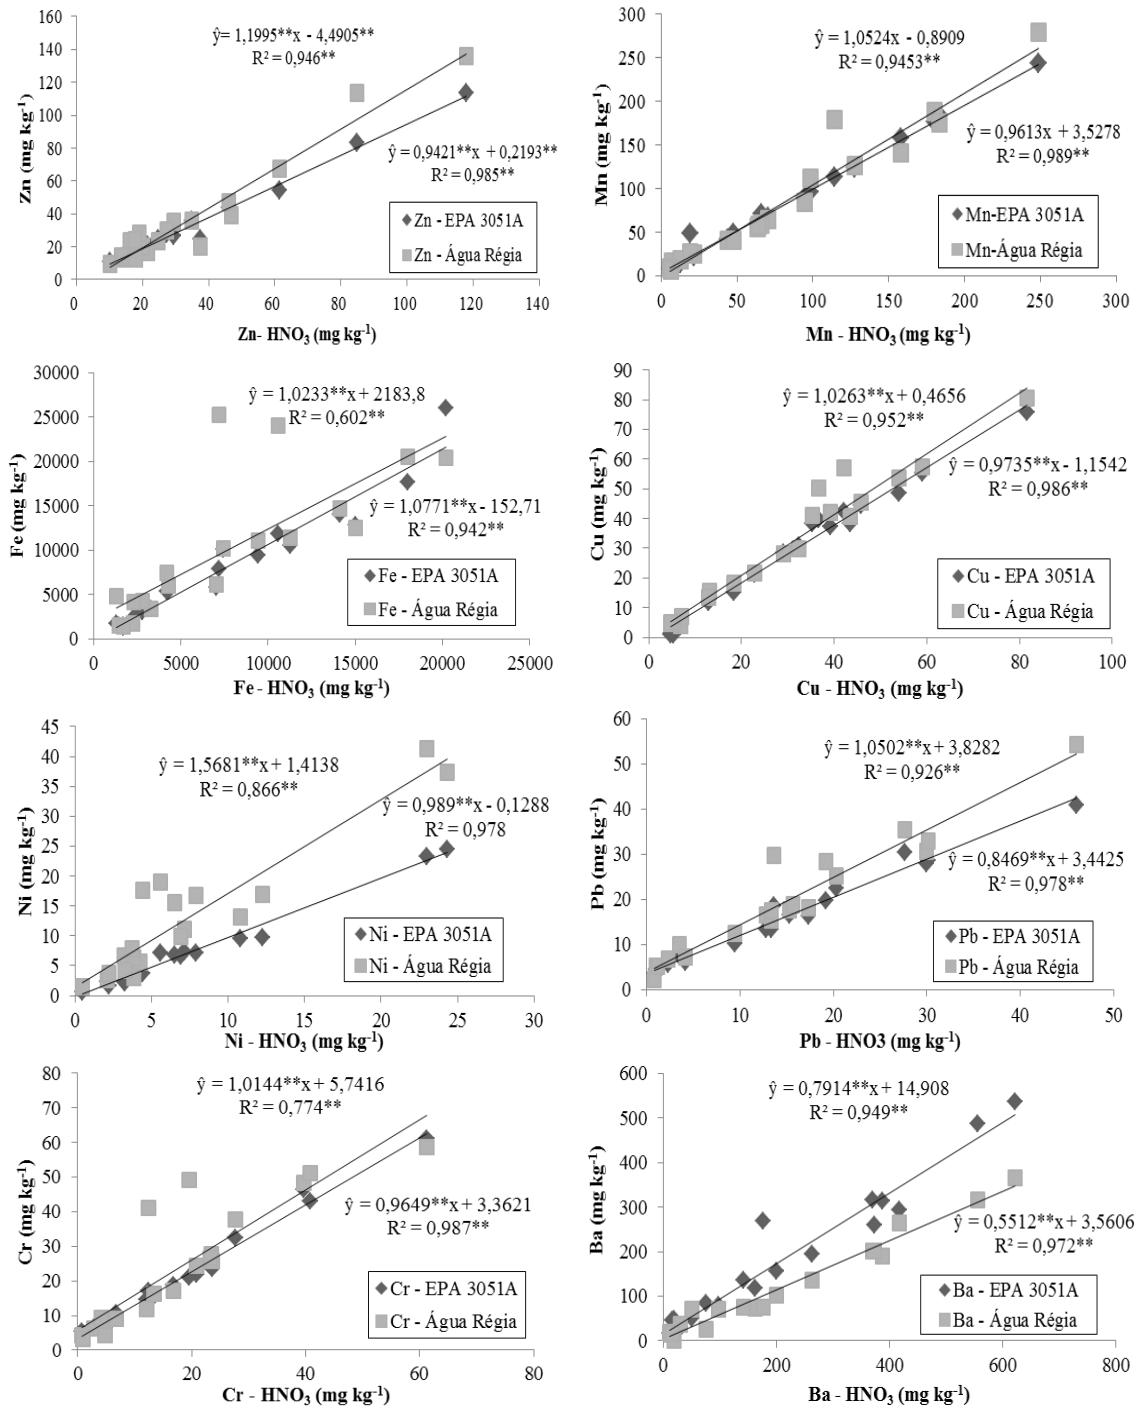 160
140
120
100
80
60
40
20
0
Zn (mg kg-1)
ŷ= 1,1995**x - 4,4905**
R² = 0,946**
ŷ = 0,9421**x + 0,2193**
R² = 0,985**
Zn - EPA 3051A
Zn - Água Régia
0 20 40 60 80 100 120 140
Zn- HNO3 (mg kg-1)
300
250
200
150
100
50
0
Mn (mg kg-1)
ŷ = 1,0524x - 0,8909
R² = 0,9453**
ŷ = 0,9613x + 3,5278
R² = 0,989**
Mn-EPA 3051A
Mn-Água Régia
0 50 100 150 200 250 300
Mn - HNO3 (mg kg-1)
30000
25000
20000
15000
10000
5000
0
Fe (mg kg-1)
ŷ = 1,0233**x + 2183,8
R² = 0,602**
ŷ = 1,0771**x - 152,71
R² = 0,942**
Fe - EPA 3051A
Fe - Água Régia
0 5000 10000 15000 20000 25000
Fe - HNO3 (mg kg-1)
90
80
70
60
50
40
30
20
10
0
Cu (mg kg-1)
ŷ = 1,0263**x + 0,4656
R² = 0,952**
ŷ = 0,9735**x - 1,1542
R² = 0,986**
Cu - EPA 3051A
Cu - Água Régia
0 20 40 60 80 100
Cu - HNO3 (mg kg-1)
45
40
35
30
25
20
15
10
5
0
Ni (mg kg-1)
ŷ = 1,5681**x + 1,4138
R² = 0,866**
ŷ = 0,989**x - 0,1288
R² = 0,978
Ni - EPA 3051A
Ni - Água Régia
0 5 10 15 20 25 30
Ni - HNO3 (mg kg-1)
60
50
40
30
20
10
0
Pb (mg kg-1)
ŷ = 1,0502**x + 3,8282
R² = 0,926**
ŷ = 0,8469**x + 3,4425
R² = 0,978**
Pb - EPA 3051A
Pb - Água Régia
0 10 20 30 40 50
Pb - HNO3 (mg kg-1)
90
80
70
60
50
40
30
20
10
0
Cr (mg kg-1)
ŷ = 1,0144**x + 5,7416
R² = 0,774**
ŷ = 0,9649**x + 3,3621
R² = 0,987**
Cr - EPA 3051A
Cr - Água Régia
0 20 40 60 80
Cr - HNO3 (mg kg-1)
600
500
400
300
200
100
0
Ba (mg kg-1)
ŷ = 0,7914**x + 14,908
R² = 0,949**
ŷ = 0,5512**x + 3,5606
R² = 0,972**
Ba - EPA 3051A
Ba - Água Régia
0 200 400 600 800
Ba - HNO3 (mg kg-1)